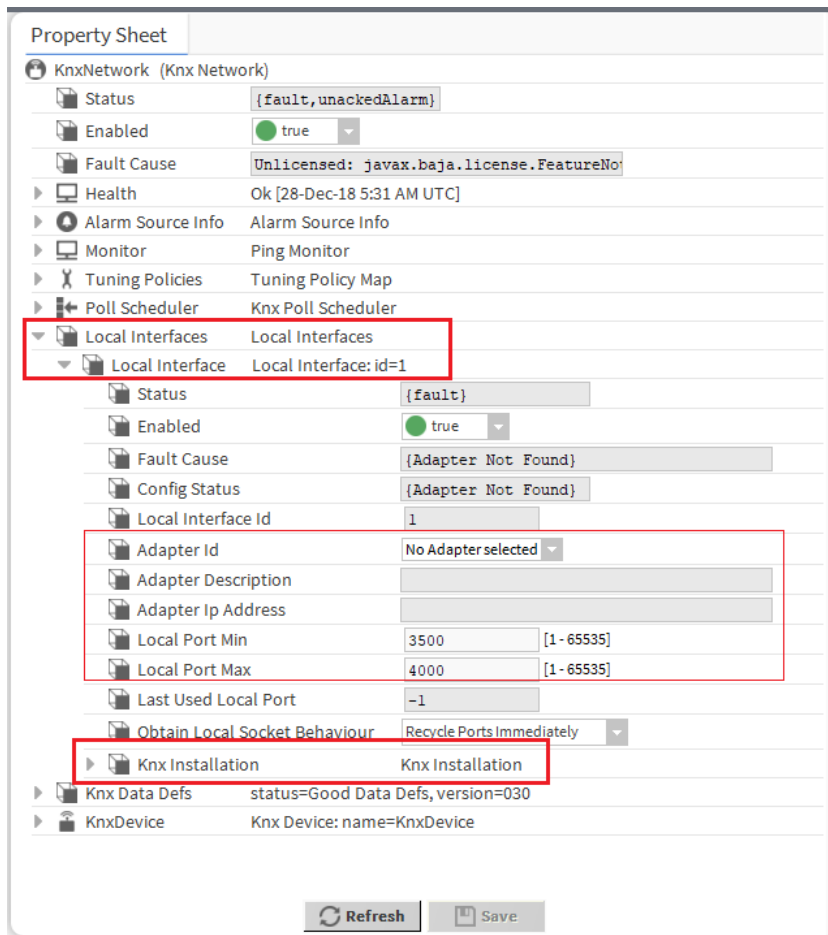 Property Sheet
KnxNetwork (Knx Network)
Status {fault,unackedAlarm}
Enabled true
Fault Cause Unlicensed: javax.baja.license.FeatureNo
Health Ok [28-Dec-18 5:31 AM UTC]
Alarm Source Info Alarm Source Info
Monitor Ping Monitor
Tuning Policies Tuning Policy Map
Poll Scheduler Knx Poll Scheduler
Local Interfaces Local Interfaces
Local Interface Local Interface: id=1
Status {fault}
Enabled true
Fault Cause {Adapter Not Found}
Config Status {Adapter Not Found}
Local Interface Id 1
Adapter Id No Adapter selected
Adapter Description
Adapter Ip Address
Local Port Min 3500 [1-65535]
Local Port Max 4000 [1-65535]
Last Used Local Port -1
Obtain Local Socket Behaviour Recycle Ports Immediately
Knx Installation Knx Installation
Knx Data Defs status=Good Data Defs, version=030
KnxDevice Knx Device: name=KnxDevice
Refresh Save